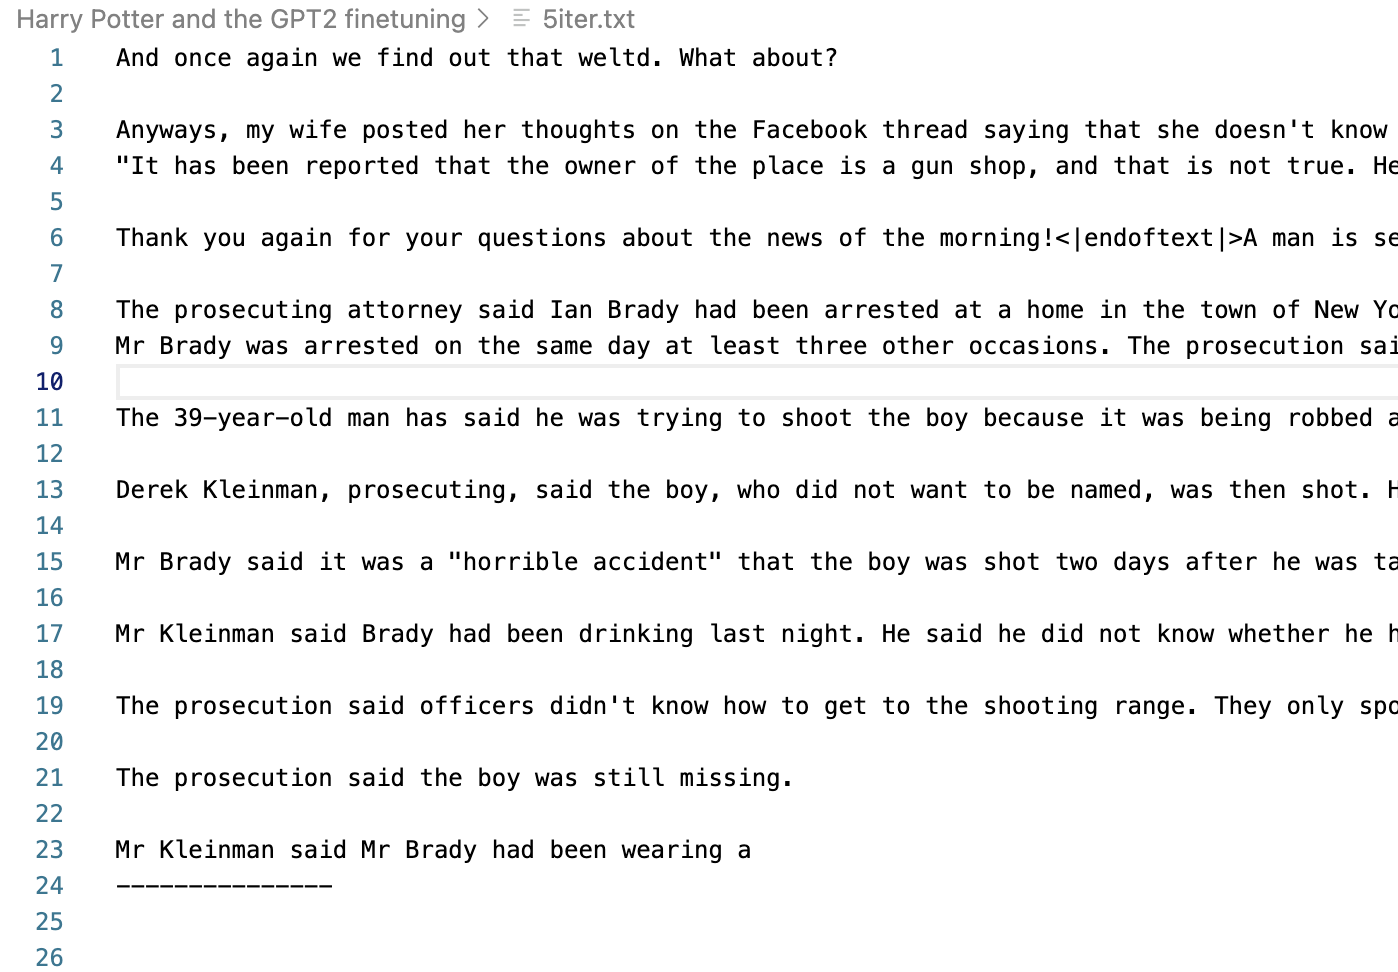 Harry Potter and the GPT2 finetuning > 5iter.txt
1 And once again we find out that weltd. What about?
2
3 Anyways, my wife posted her thoughts on the Facebook thread saying that she doesn't know
4 "It has been reported that the owner of the place is a gun shop, and that is not true. He
5
6 Thank you again for your questions about the news of the morning!<|endoftext|>A man is se
7
8 The prosecuting attorney said Ian Brady had been arrested at a home in the town of New Yo
9 Mr Brady was arrested on the same day at least three other occasions. The prosecution sai
10
11 The 39-year-old man has said he was trying to shoot the boy because it was being robbed a
12
13 Derek Kleinman, prosecuting, said the boy, who did not want to be named, was then shot. H
14
15 Mr Brady said it was a "horrible accident" that the boy was shot two days after he was ta
16
17 Mr Kleinman said Brady had been drinking last night. He said he did not know whether he h
18
19 The prosecution said officers didn't know how to get to the shooting range. They only spo
20
21 The prosecution said the boy was still missing.
22
23 Mr Kleinman said Mr Brady had been wearing a
24 ---------------
25
26